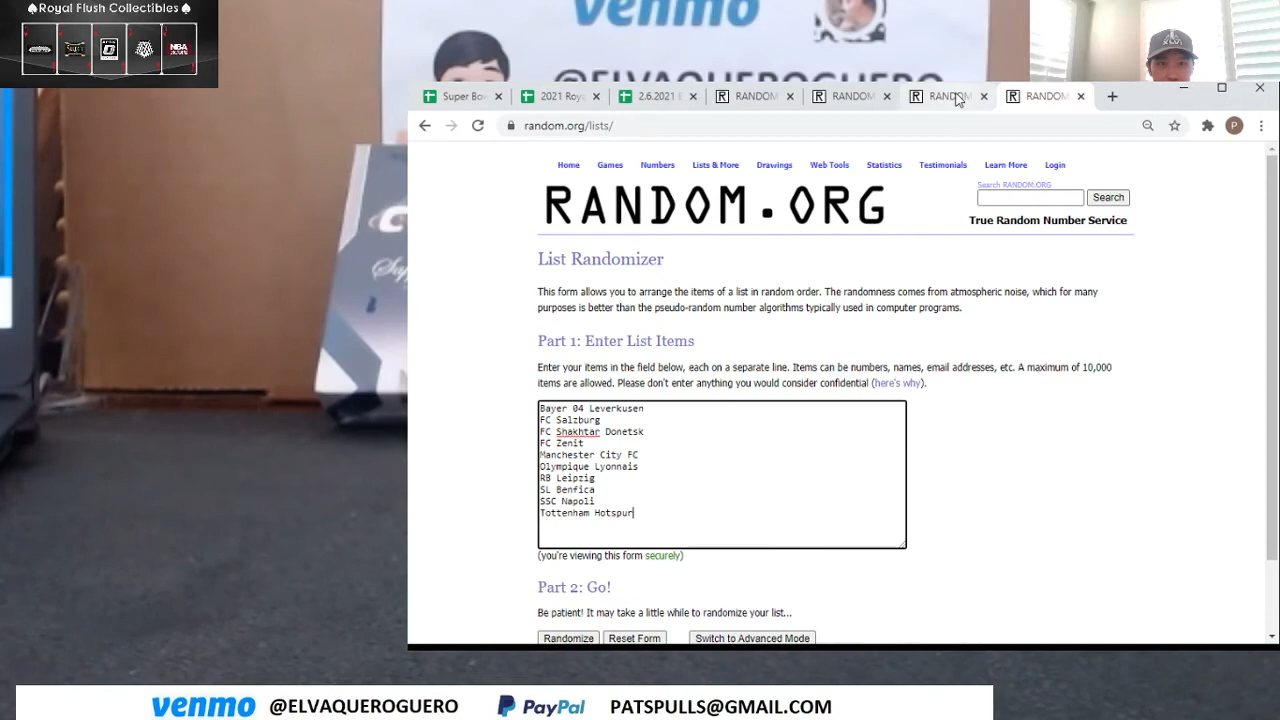 ♠Royal Flush Collectibles♠
venmo
@ELVAQUEROGUERO
Super Bo
2021 Roy
2.6.2021 E
RANDOM
RANDOM
RANDOM
RANDOM
random.org/lists/
Home Games Numbers Lists & More Drawings Web Tools Statistics Testimonials Learn More Login
Search RANDOM.ORG
RANDOM.ORG
Search
True Random Number Service
List Randomizer
This form allows you to arrange the items of a list in random order. The randomness comes from atmospheric noise, which for many
purposes is better than the pseudo-random number algorithms typically used in computer programs.
Part 1: Enter List Items
Enter your items in the field below, each on a separate line. Items can be numbers, names, email addresses, etc. A maximum of 10,000
items are allowed. Please don't enter anything you would consider confidential (here's why).
Bayer 04 Leverkusen
FC Salzburg
FC Shakhtar Donetsk
FC Zenit
Manchester City FC
Olympique Lyonnais
RB Leipzig
SL Benfica
SSC Napoli
Tottenham Hotspur
(you're viewing this form securely)
Part 2: Go!
Be patient! It may take a little while to randomize your list...
Randomize Reset Form Switch to Advanced Mode
venmo @ELVAQUEROGUERO PayPal PATSPULLS@GMAIL.COM